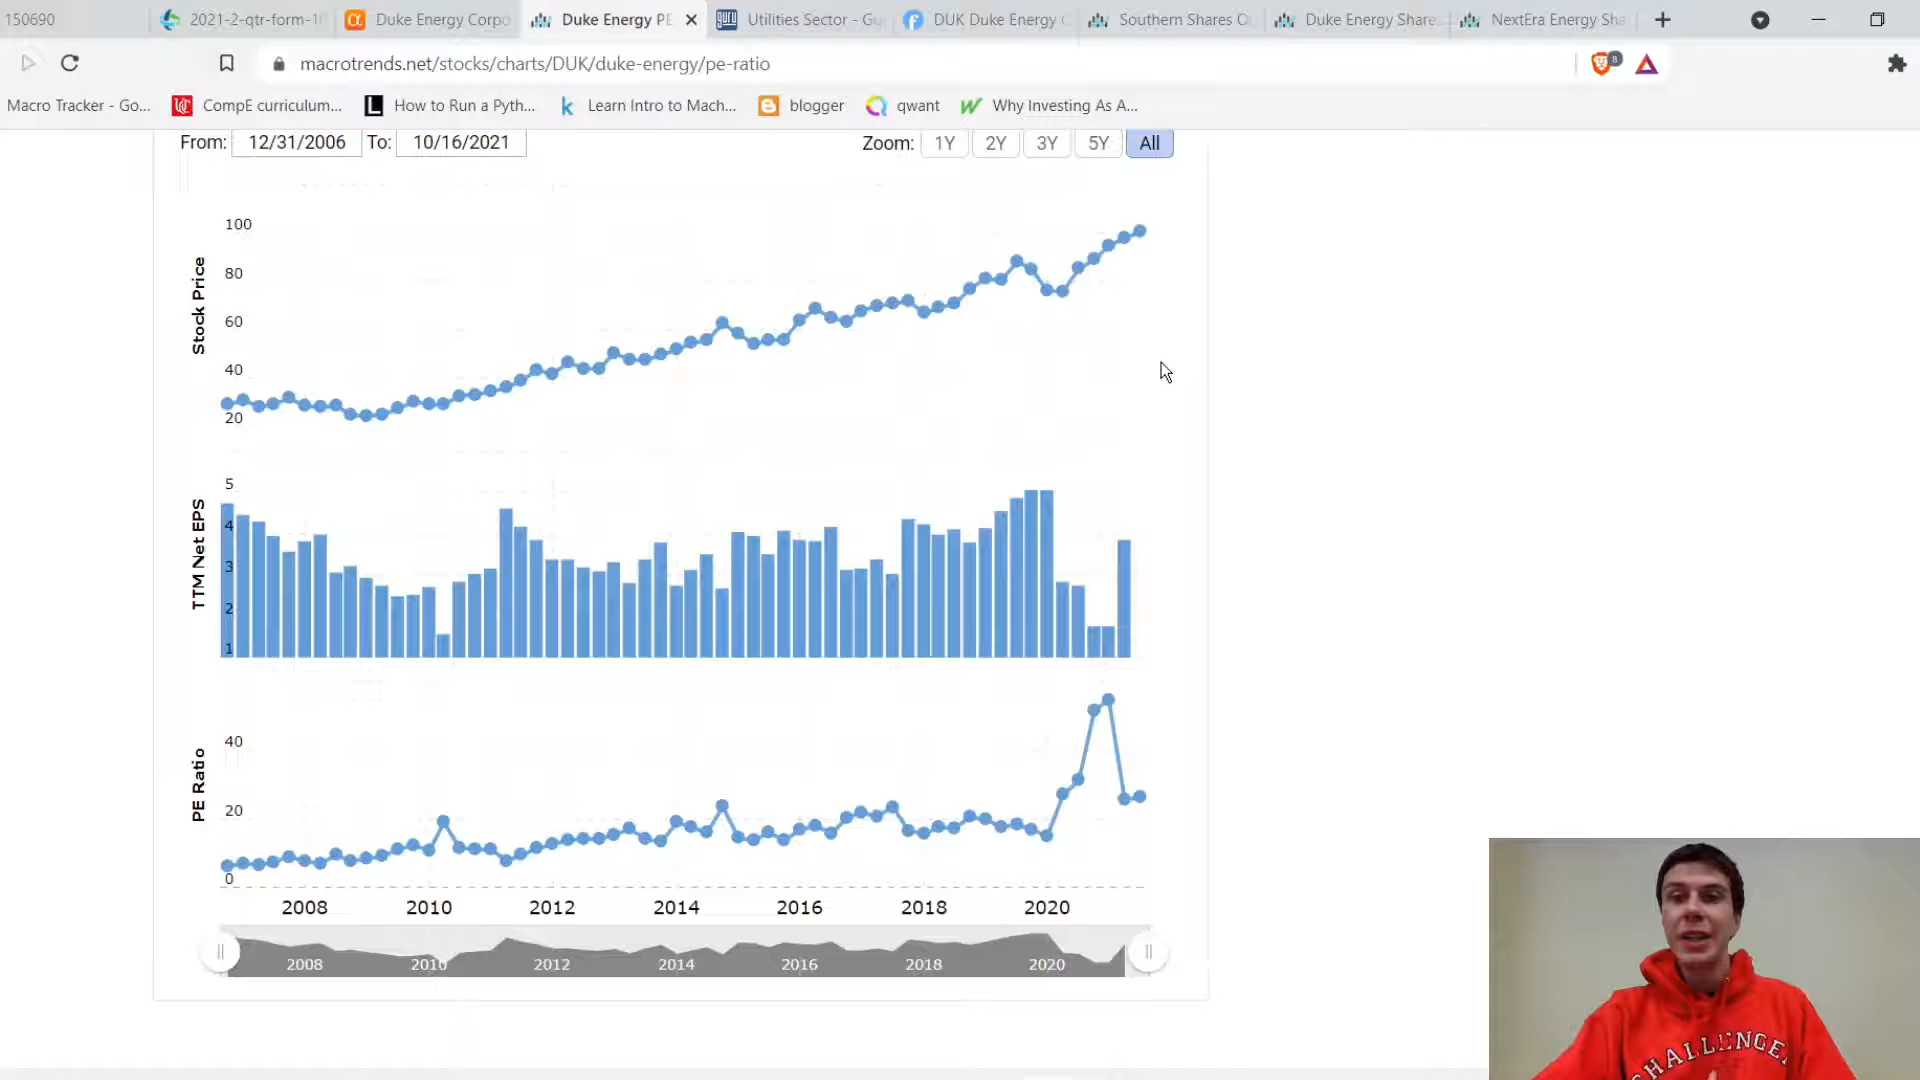 150690
2021-2-qtr-form-1
Duke Energy Corpo
Duke Energy PE
guru
Utilities Sector - Gu
DUK Duke Energy C
Southern Shares O
Duke Energy Share
NextEra Energy Sha
macrotrends.net/stocks/charts/DUK/duke-energy/pe-ratio
8
Macro Tracker - Go...
CompE curriculum...
L
How to Run a Pyth...
k
Learn Intro to Mach...
blogger
qwant
Why Investing As A...
From: 12/31/2006 To: 10/16/2021
Zoom: 1Y 2Y 3Y 5Y All
Stock Price
100
80
60
40
20
TTM Net EPS
5
4
3
2
1
PE Ratio
40
20
0
2008 2010 2012 2014 2016 2018 2020
2008 2010 2012 2014 2016 2018 2020
CHALLENGE